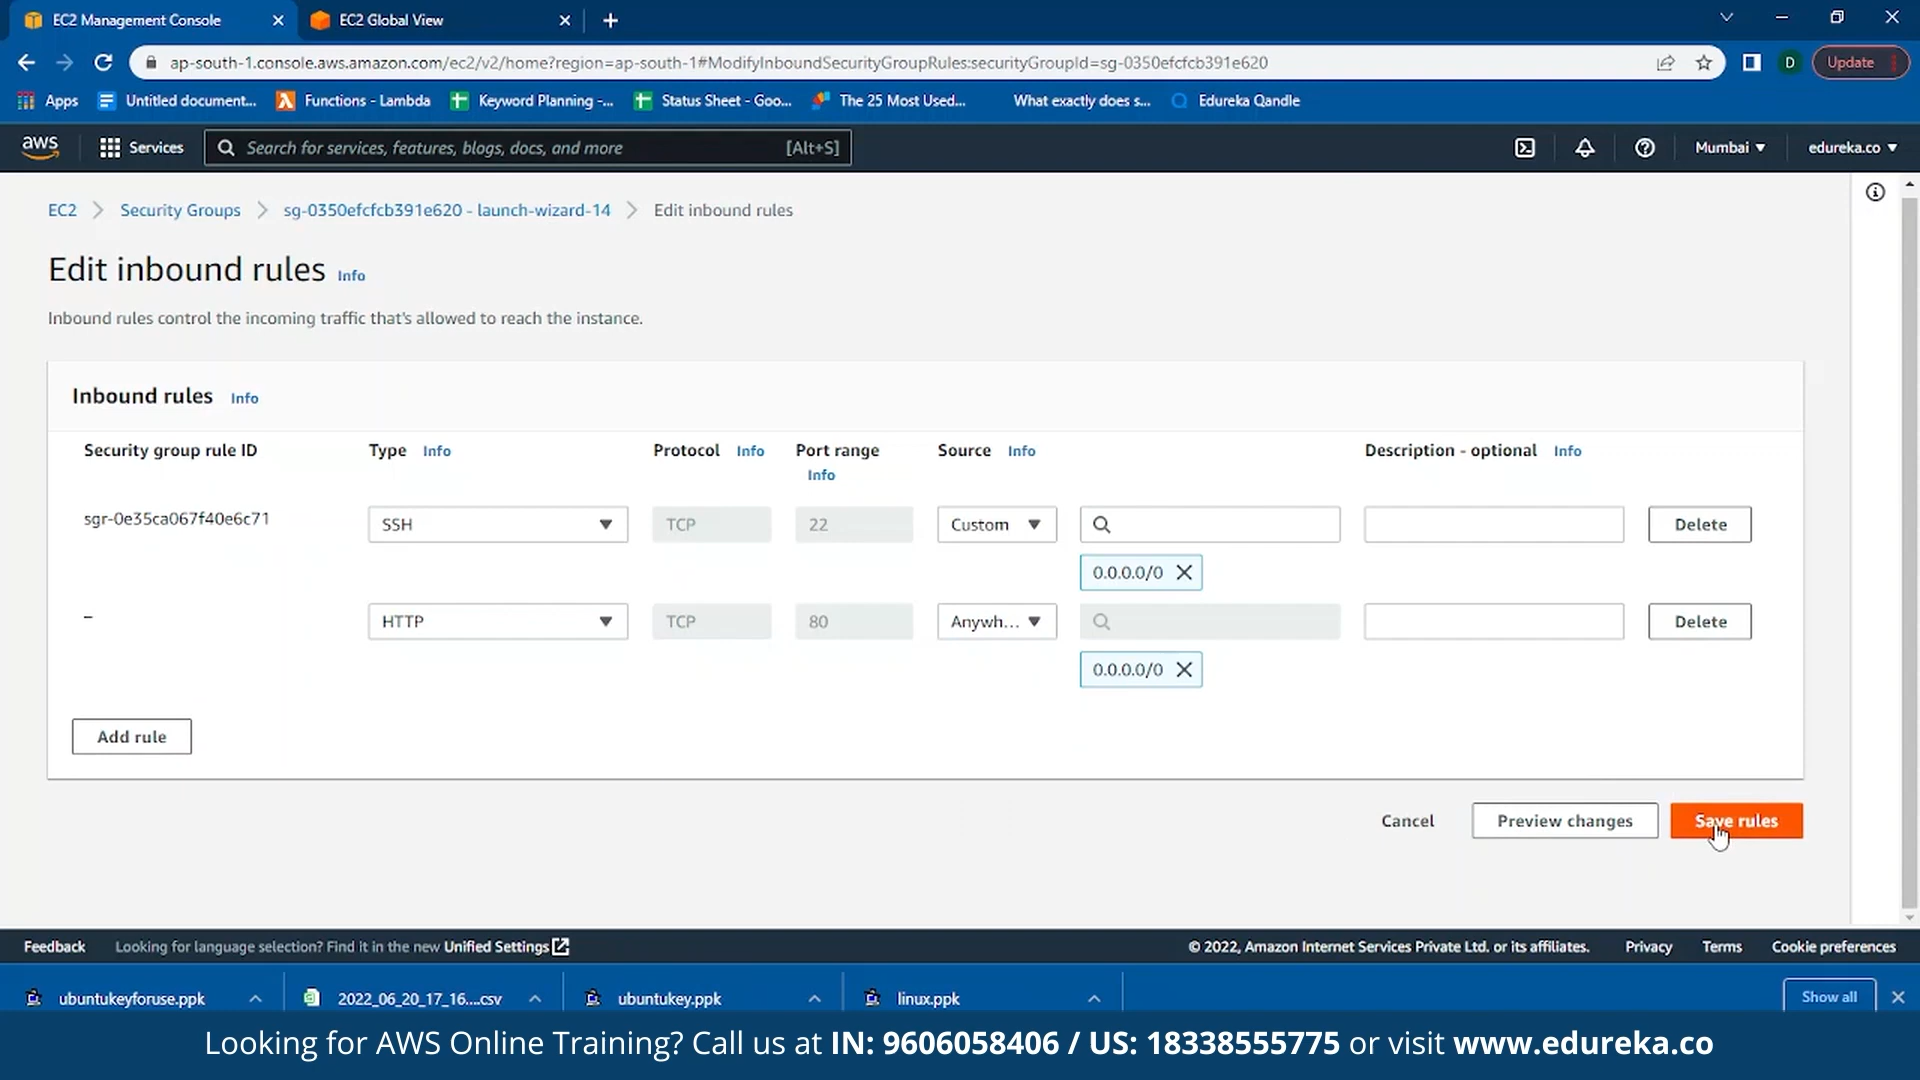 EC2 Management Console
EC2 Global View
ap-south-1.console.aws.amazon.com/ec2/v2/home?region=ap-south-1#ModifyInboundSecurityGroupRules:securityGroupId=sg-0350efcfcb391e620
D
Update
Apps
Untitled document...
Functions - Lambda
Keyword Planning -...
Status Sheet - Goo...
The 25 Most Used...
What exactly does s...
Edureka Qandle
aws
Services
Search for services, features, blogs, docs, and more
[Alt+S]
Mumbai
edureka.co
EC2
Security Groups
sg-0350efcfcb391e620 - launch-wizard-14
Edit inbound rules
Edit inbound rules Info
Inbound rules control the incoming traffic that's allowed to reach the instance.
Inbound rules Info
Security group rule ID
Type Info
Protocol Info
Port range
Info
Source Info
Description - optional Info
sgr-0e35ca067f40e6c71
SSH
TCP
22
Custom
Delete
0.0.0.0/0
–
HTTP
TCP
80
Anywh...
Delete
0.0.0.0/0
Add rule
Cancel
Preview changes
Save rules
Feedback
Looking for language selection? Find it in the new Unified Settings
© 2022, Amazon Internet Services Private Ltd. or its affiliates.
Privacy
Terms
Cookie preferences
ubuntukeyforuse.ppk
2022_06_20_17_16....csv
ubuntukey.ppk
linux.ppk
Show all
Looking for AWS Online Training? Call us at IN: 9606058406 / US: 18338555775 or visit www.edureka.co